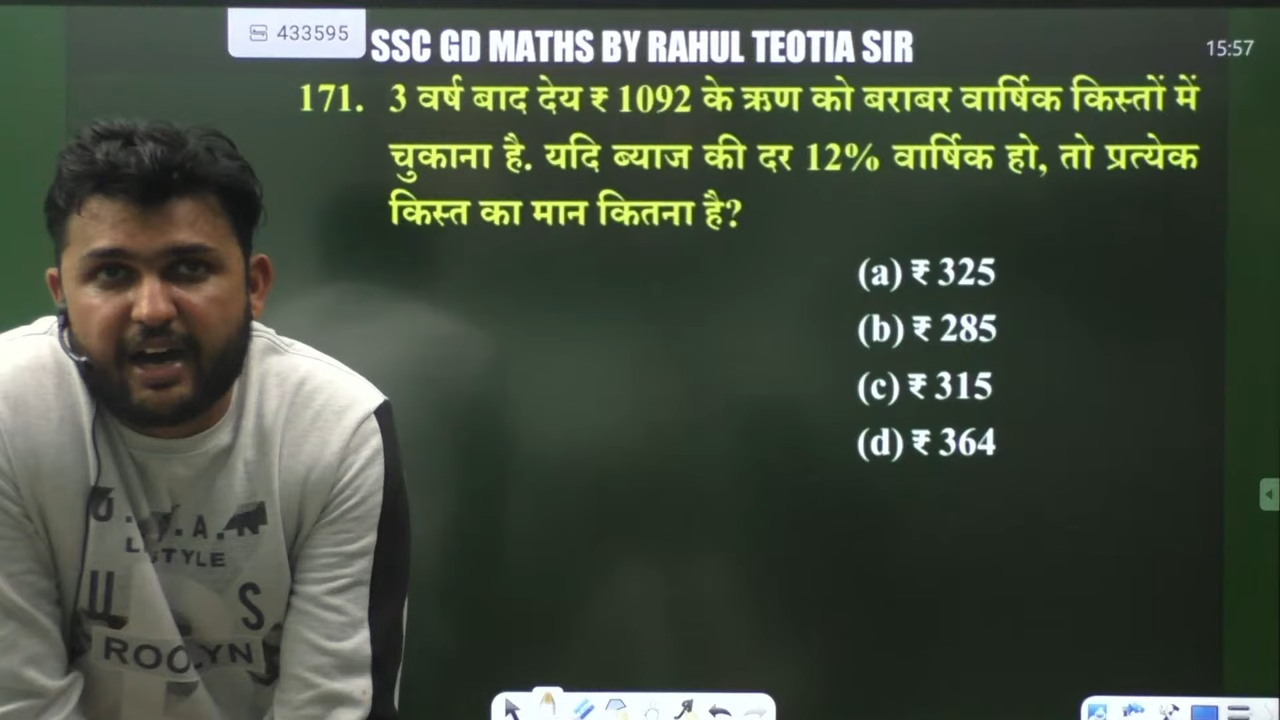 433595
SSC GD MATHS BY RAHUL TEOTIA SIR
15:57
171. 3 वर्ष बाद देय ₹ 1092 के ऋण को बराबर वार्षिक किस्तों में
चुकाना है. यदि ब्याज की दर 12% वार्षिक हो, तो प्रत्येक
किस्त का मान कितना है?
(a) ₹ 325
(b) ₹ 285
(c) ₹ 315
(d) ₹ 364